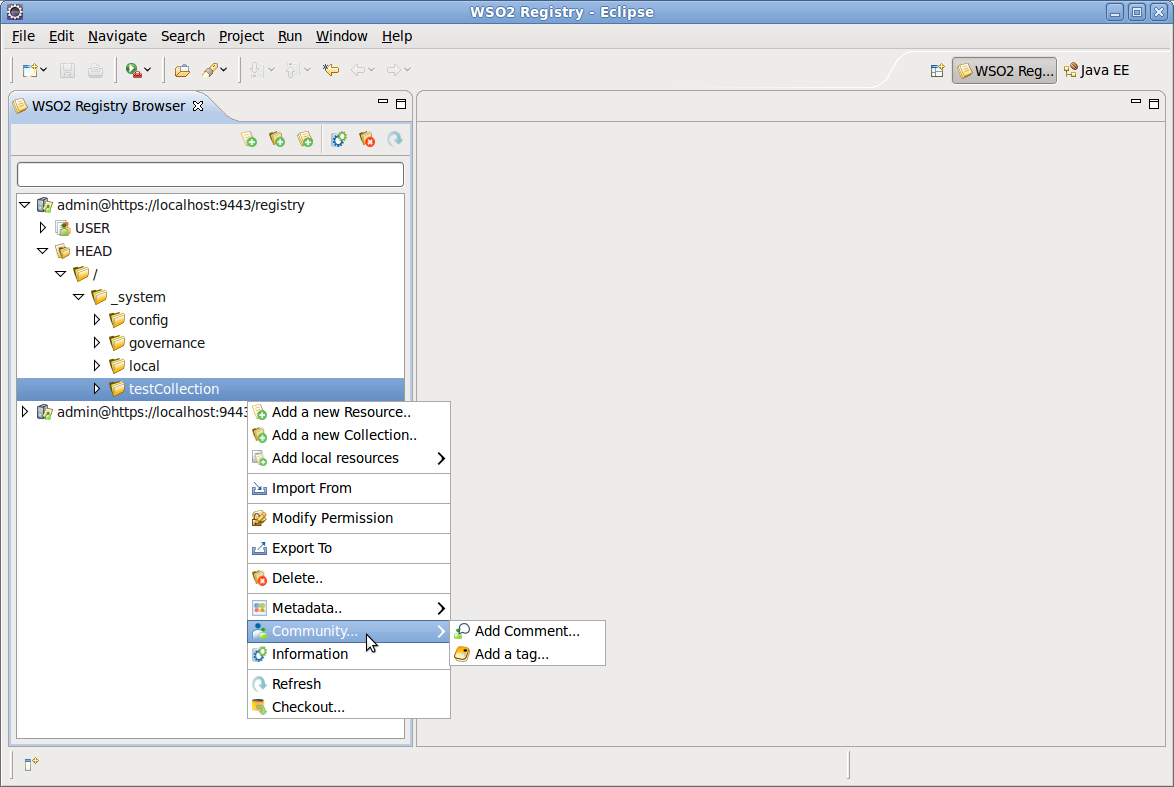 WSO2 Registry - Eclipse
File Edit Navigate Search Project Run Window Help
WSO2 Reg... Java EE
WSO2 Registry Browser
admin@https://localhost:9443/registry
USER
HEAD
/
_system
config
governance
local
testCollection
admin@https://localhost:9443
Add a new Resource..
Add a new Collection..
Add local resources
Import From
Modify Permission
Export To
Delete..
Metadata..
Community...
Add Comment...
Add a tag...
Information
Refresh
Checkout...